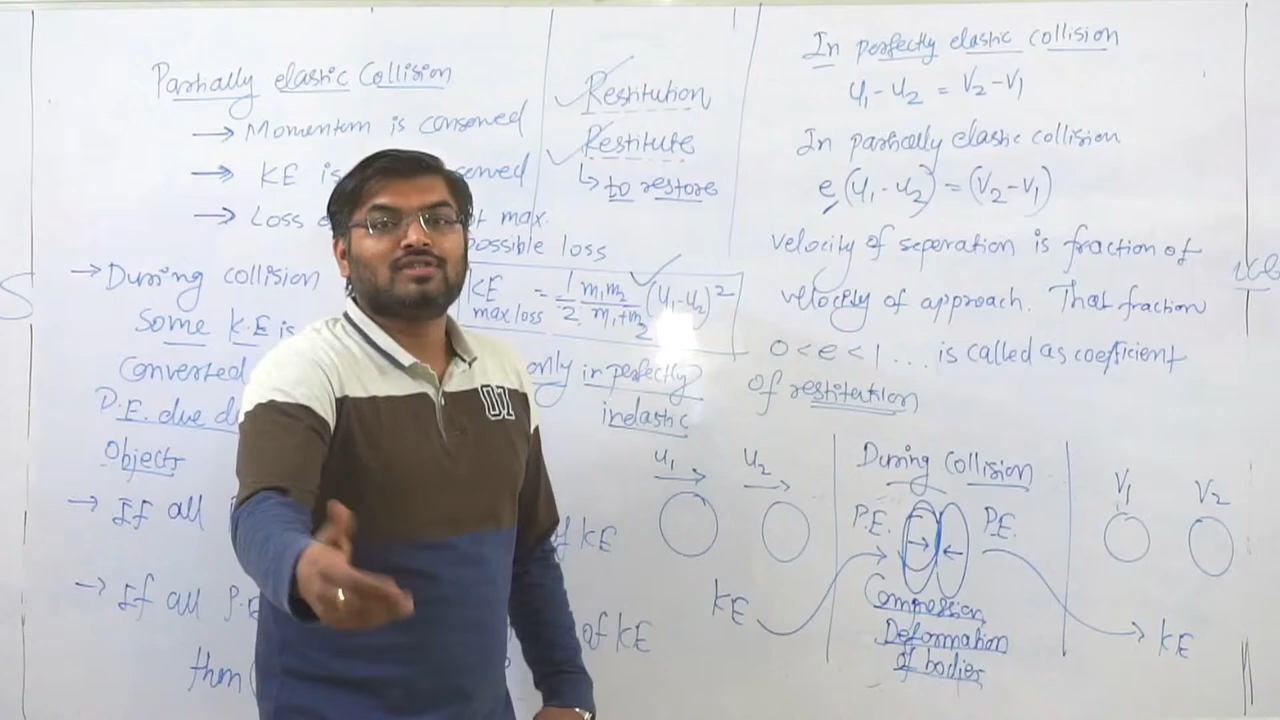 Partially elastic Collision
→ Momentum is conserved
→ KE is served
→ Loss t max.
possible loss
→ During collision
Some K.E is
Converted
P.E. due d
Objects
→ If all of KE
→ If all P.E of KE
then
Restitution
Restitute
↳ to restore
KE max loss = 1/2 m1m2/m1+m2 (u1-u2)²
only in perfectly
inelastic
In perfectly elastic collision
u1-u2 = V2-V1
In partially elastic collision
e(u1-u2) = (V2-V1)
velocity of seperation is fraction of
velocity of approach. That fraction
0<e<1... is called as coefficient
of restitution
u1 u2
During Collision
V1 V2
P.E. P.E.
KE
Compression
Deformation
of bodies
KE
01